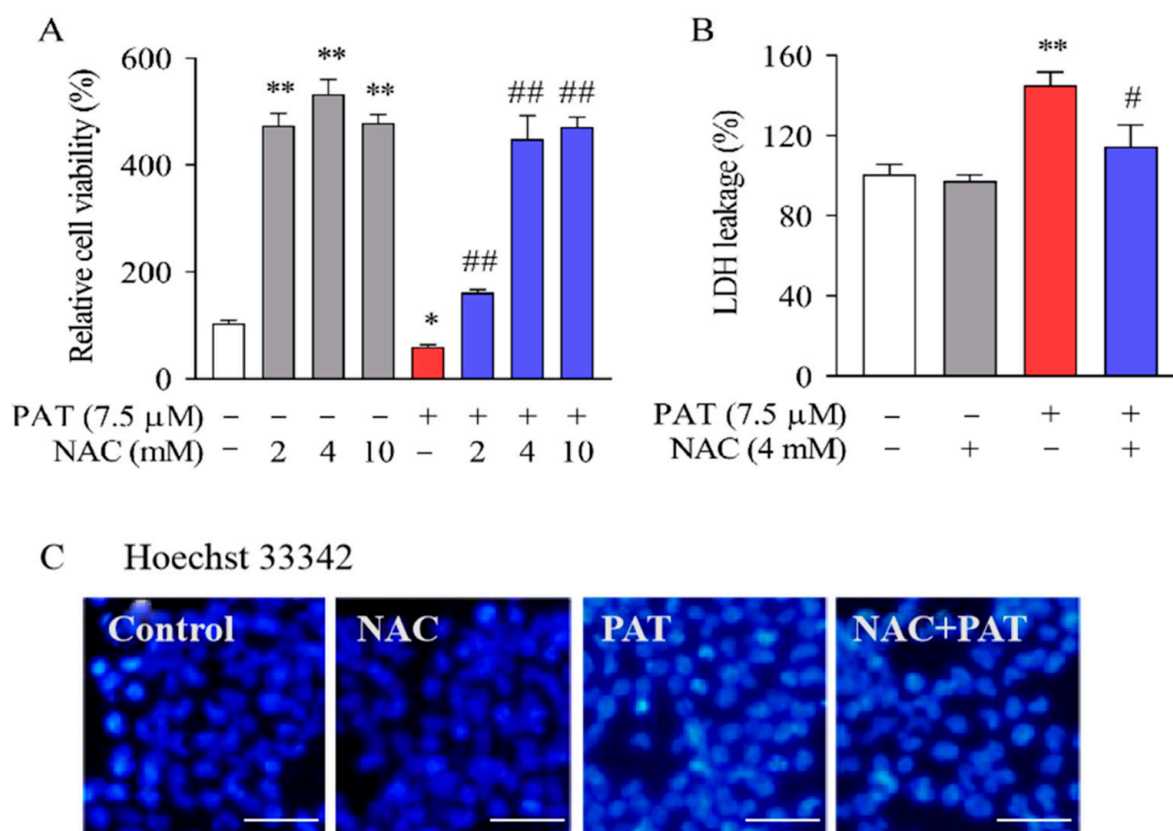 A
B
600
400
200
0
Relative cell viability (%)
** ** ** * ## ## ##
PAT (7.5 μM) − − − − + + + +
NAC (mM) − 2 4 10 − 2 4 10
160
120
80
40
0
LDH leakage (%)
** #
PAT (7.5 μM) − − + +
NAC (4 mM) − + − +
C Hoechst 33342
Control NAC PAT NAC+PAT